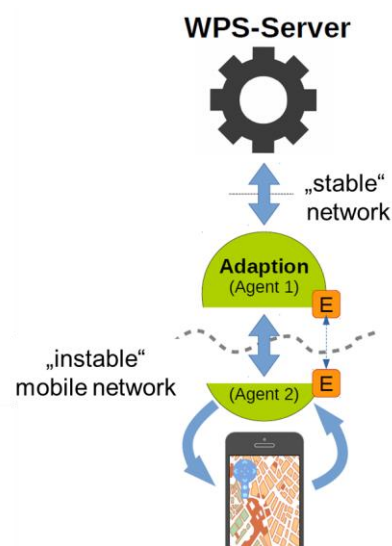 WPS-Server
„stable“
network
Adaption
(Agent 1)
E
„instable“
mobile network
E
(Agent 2)